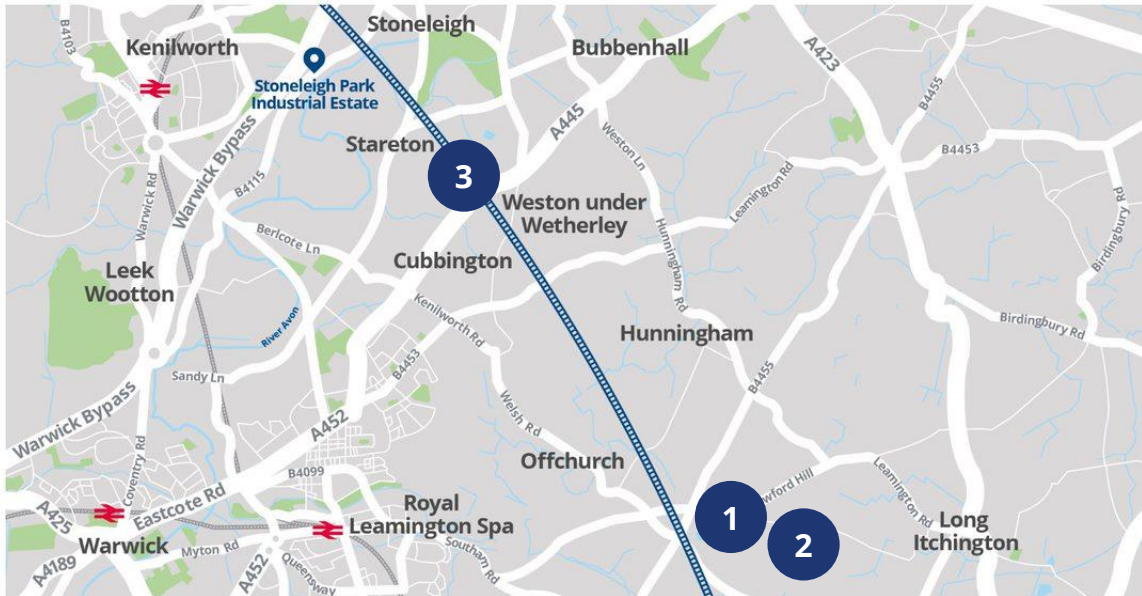 Stoneleigh
B4103
Kenilworth
Bubbenhall
A423
Stoneleigh Park
Industrial Estate
B4455
A445
Warwick Bypass
Stareton
Weston Ln
B4453
3
B4115
Warwick Rd
Leamington Rd
Birdingbury Rd
Weston under
Wetherley
Berlcote Ln
Hunningham Rd
Cubbington
Leek
Wootton
River Avon
Kenilworth Rd
Hunningham
Birdingbury Rd
Sandy Ln
B4453
B4455
Warwick Bypass
A452
Welsh Rd
Offchurch
B4099
Coventry Rd
Eastcote Rd
Leamington Rd
Hill
A425
Royal
Leamington Spa
1
Long
Itchington
Warwick
Myton Rd
2
Southam Rd
A4189
A452
Queensway